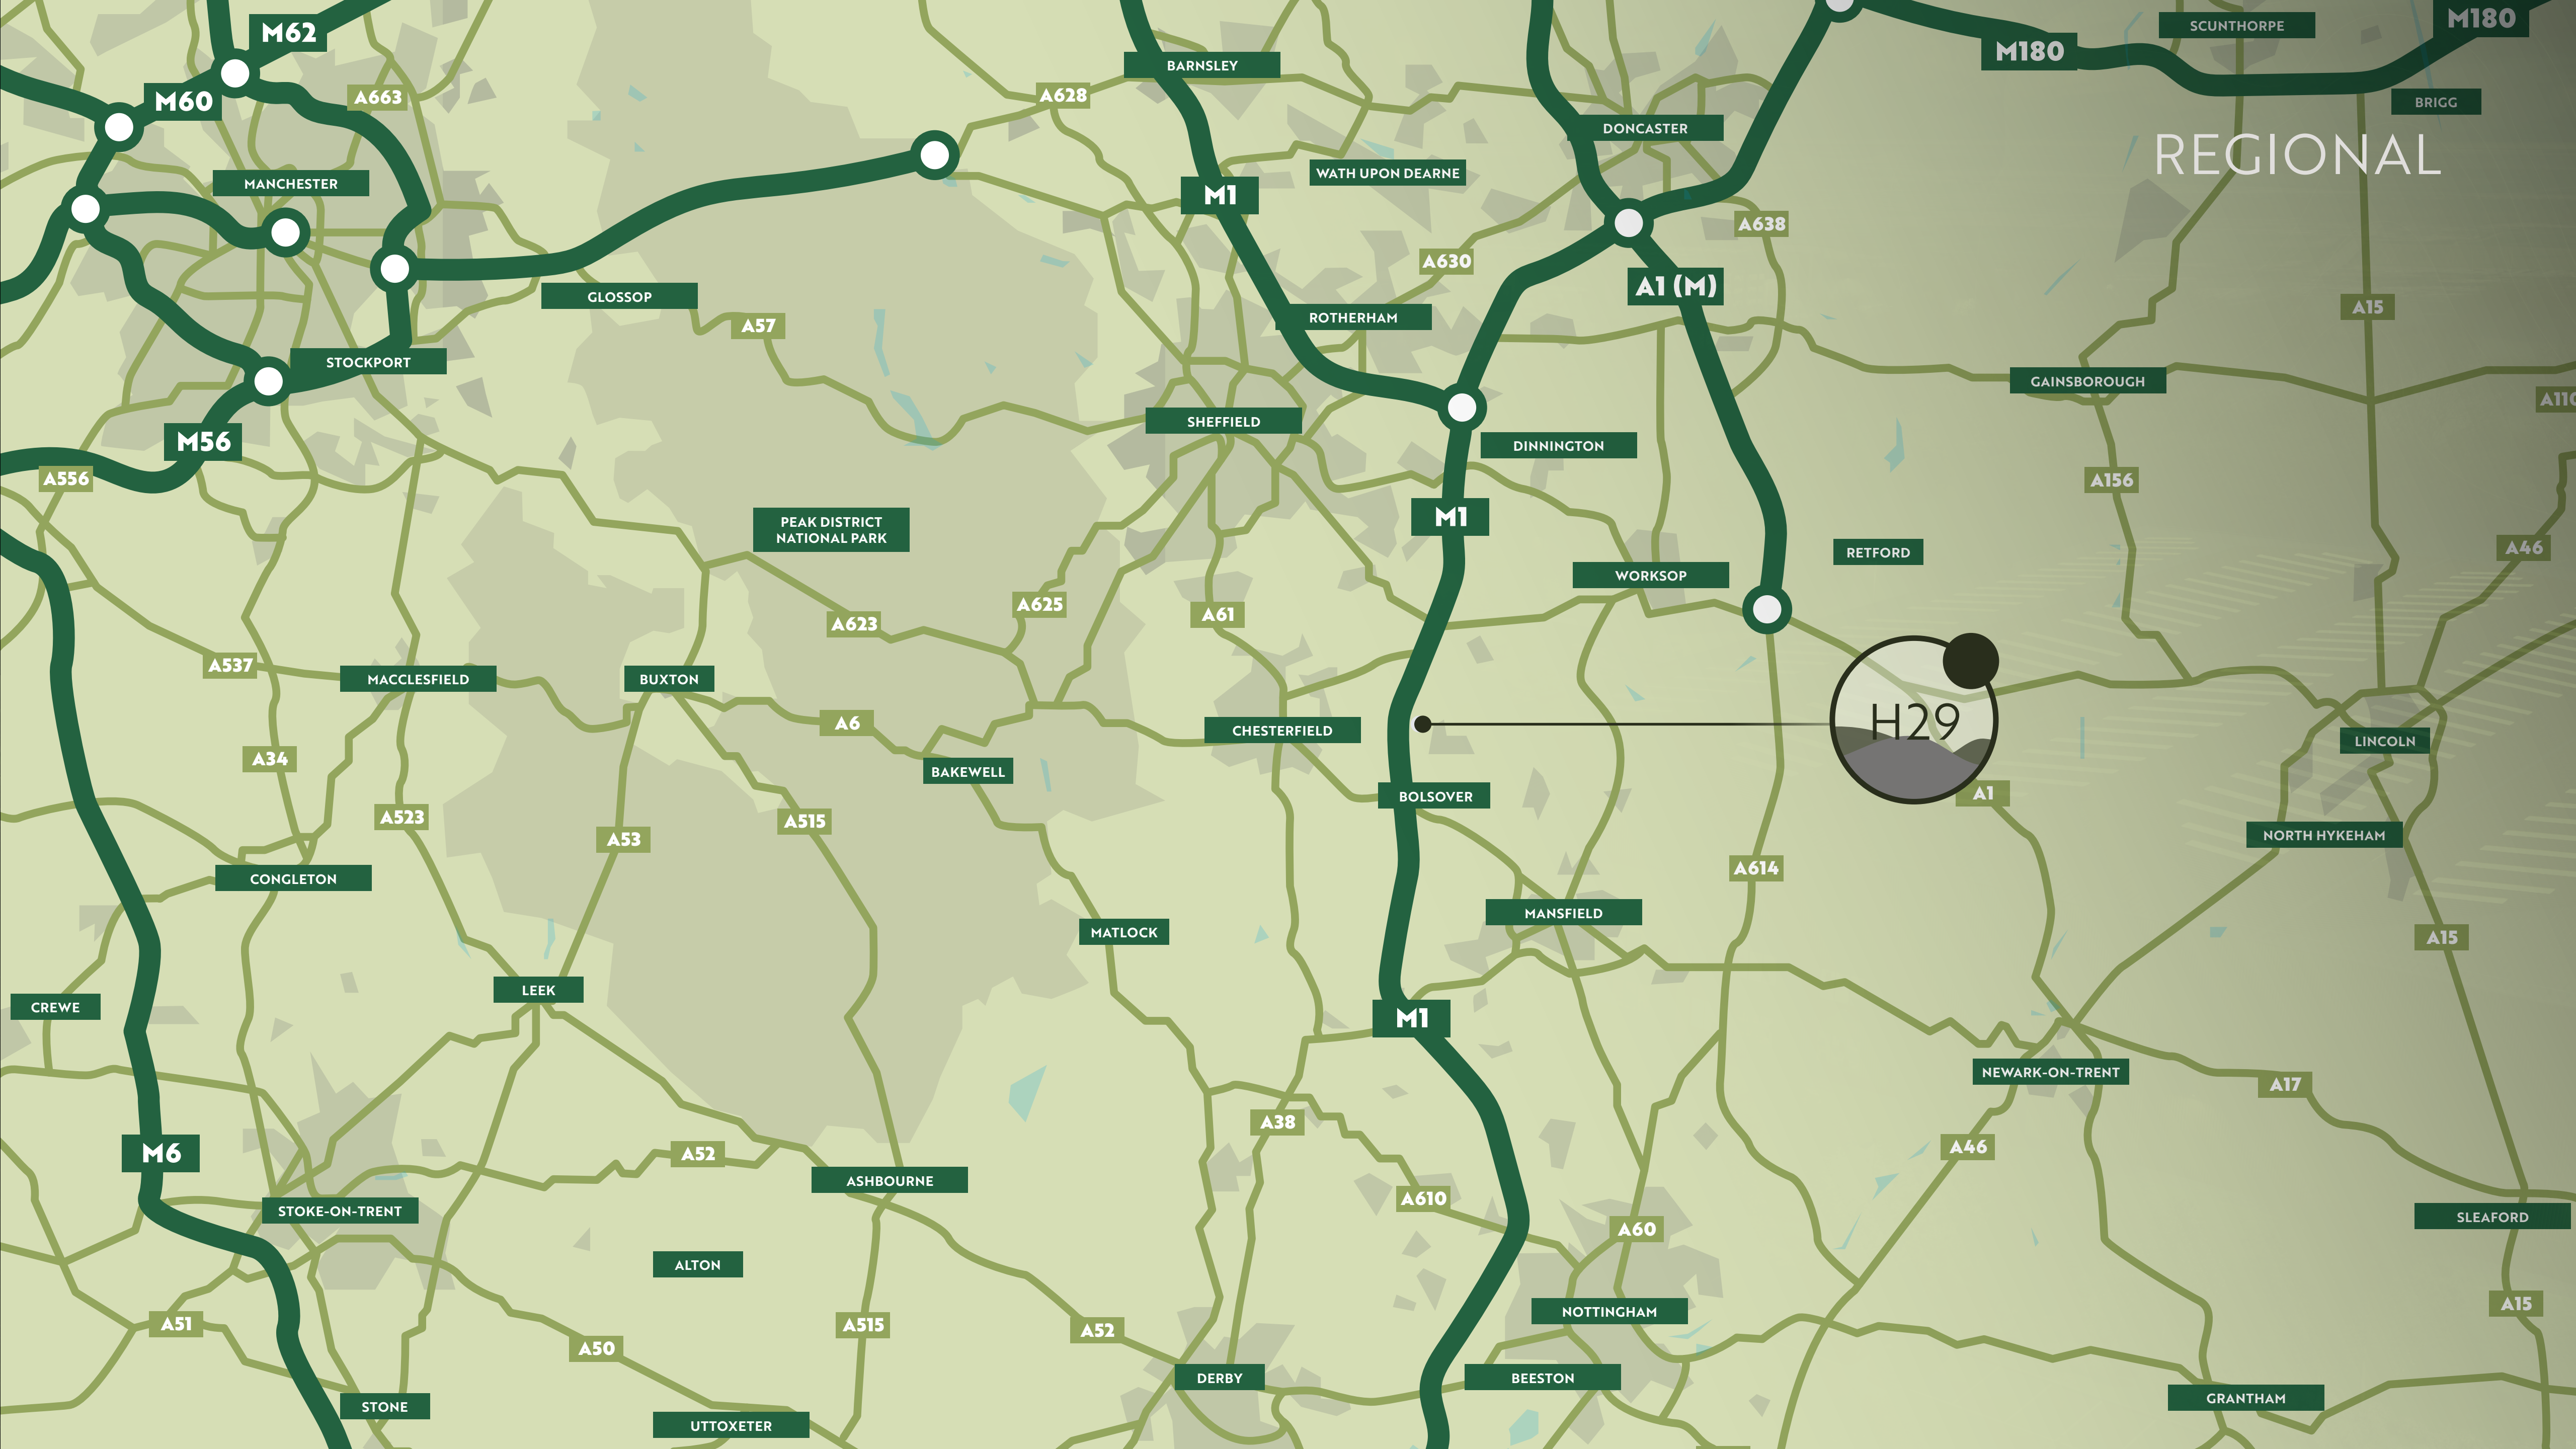 M62
SCUNTHORPE
M180
M180
BARNSLEY
M60
A663
A628
BRIGG
DONCASTER
REGIONAL
MANCHESTER
WATH UPON DEARNE
M1
A638
A630
A1 (M)
GLOSSOP
A15
ROTHERHAM
A57
STOCKPORT
GAINSBOROUGH
SHEFFIELD
M56
DINNINGTON
A556
A156
M1
PEAK DISTRICT
NATIONAL PARK
A46
RETFORD
WORKSOP
A625
A61
A623
A537
MACCLESFIELD
BUXTON
A6
CHESTERFIELD
H29
LINCOLN
A34
BAKEWELL
BOLSOVER
A1
A523
A515
A53
NORTH HYKEHAM
A614
CONGLETON
MANSFIELD
MATLOCK
A15
LEEK
CREWE
M1
NEWARK-ON-TRENT
A17
A38
A46
M6
A52
ASHBOURNE
A610
STOKE-ON-TRENT
SLEAFORD
A60
ALTON
A15
NOTTINGHAM
A51
A515
A52
A50
DERBY
BEESTON
GRANTHAM
STONE
UTTOXETER